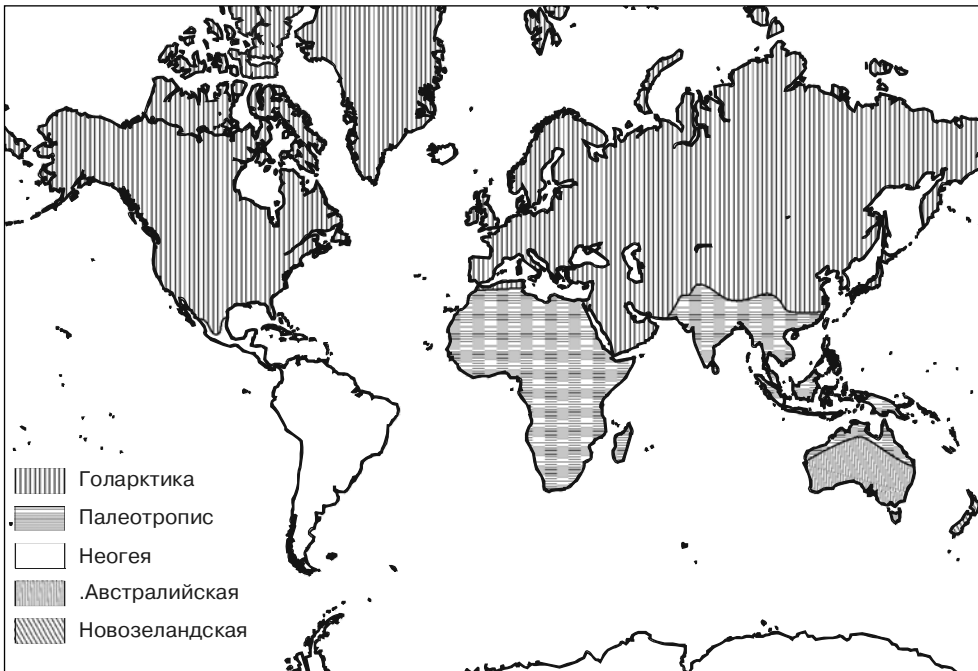 Голарктика
Палеотропис
Неогея
.Австралийская
Новозеландская